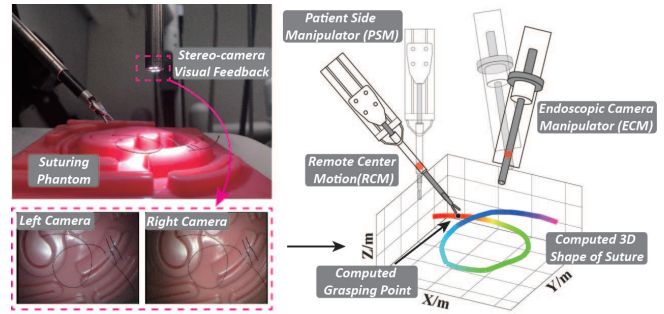 Stereo-camera
Visual Feedback
Suturing
Phantom
Left Camera
Right Camera
Patient Side
Manipulator (PSM)
Endoscopic Camera
Manipulator (ECM)
Remote Center
Motion(RCM)
Computed
Grasping Point
Computed 3D
Shape of Suture
Z/m
X/m
Y/m